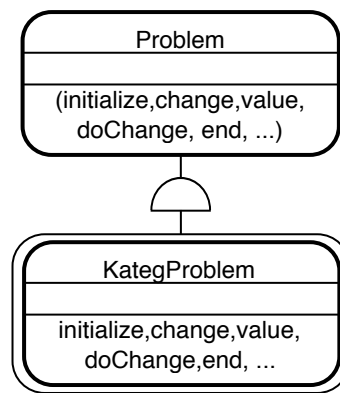 Problem
(initialize,change,value,
doChange, end, ...)
KategProblem
initialize,change,value,
doChange,end, ...